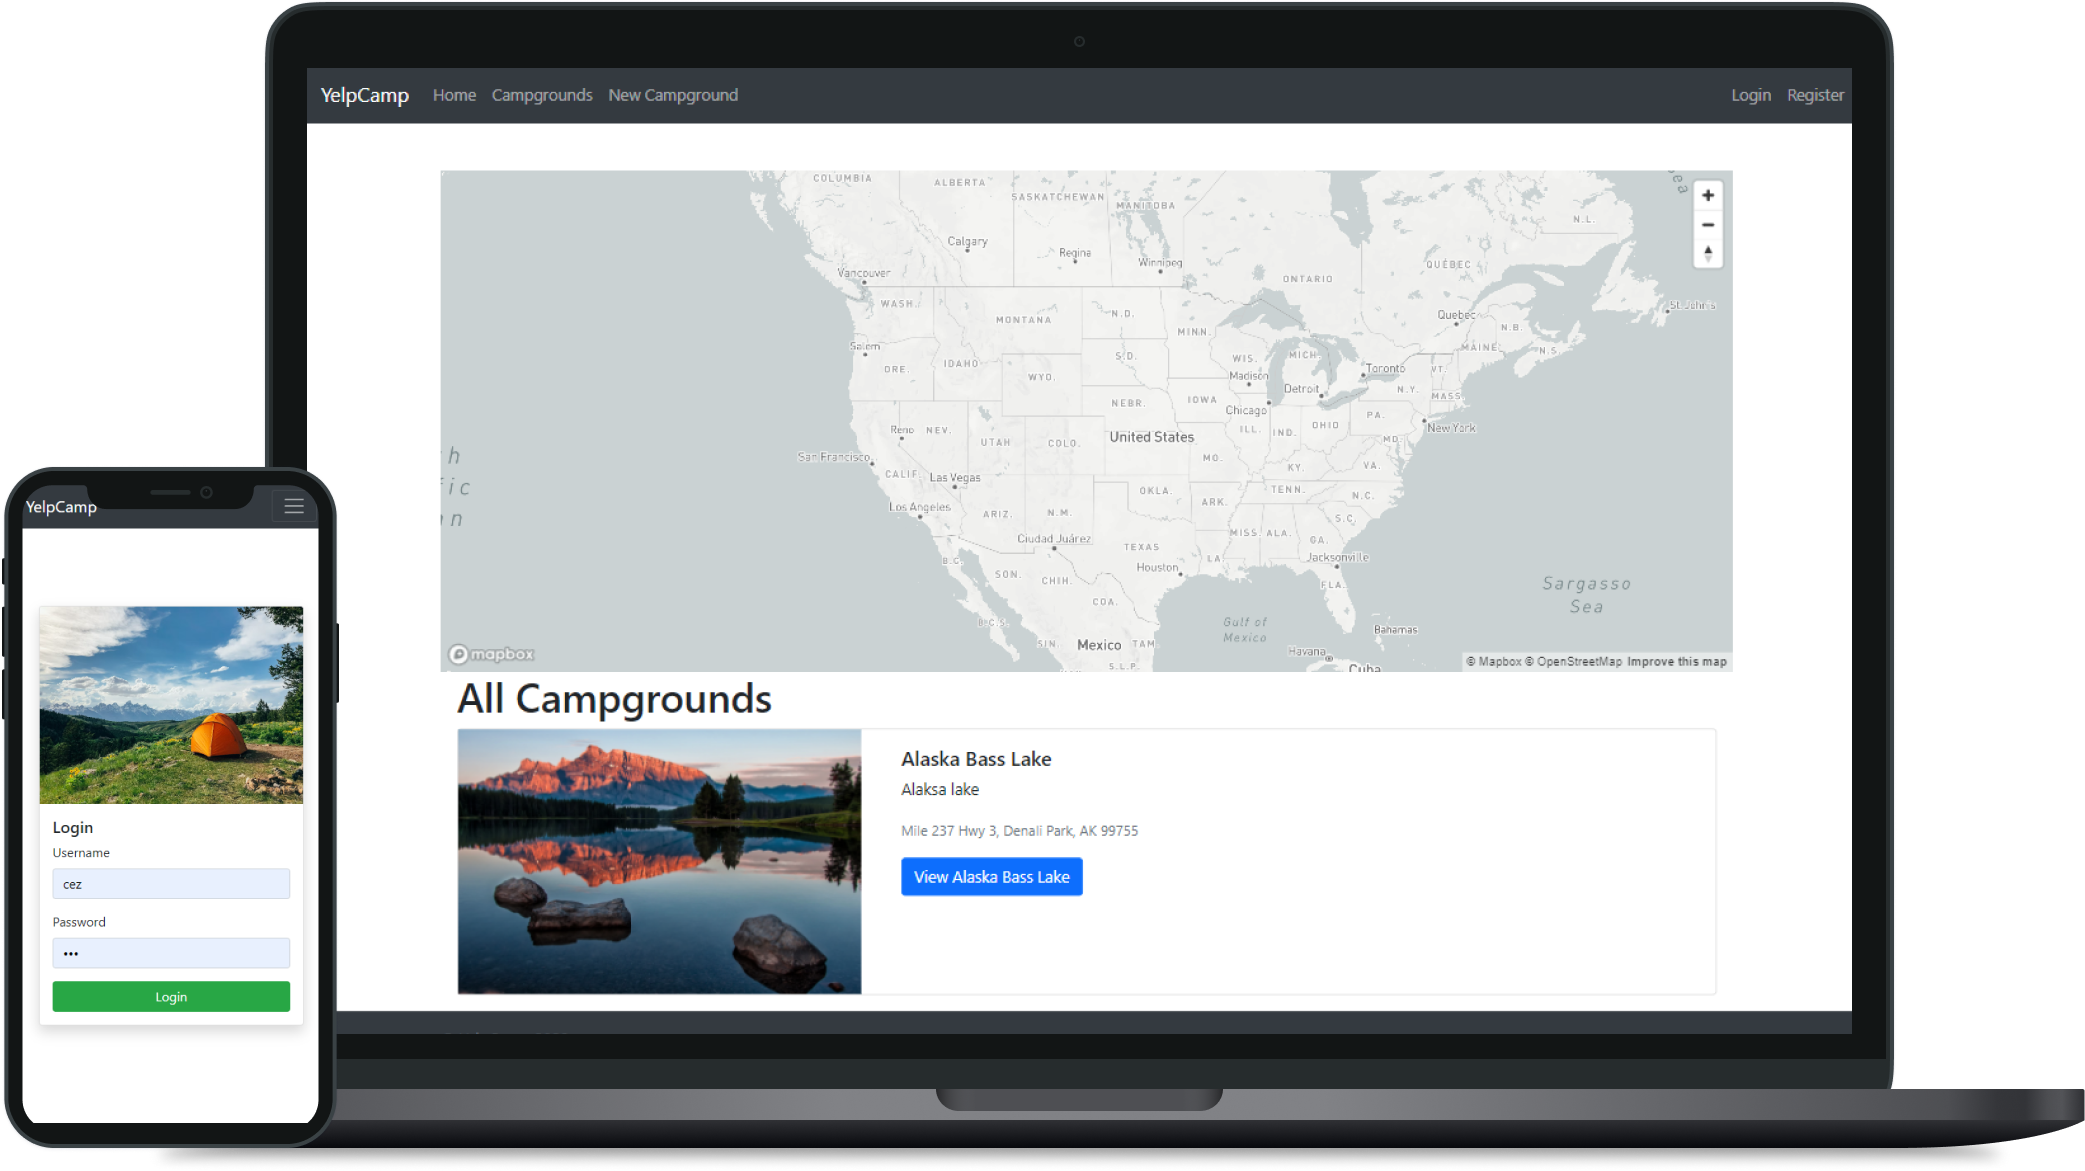 YelpCamp Home Campgrounds New Campground Login Register
COLUMBIA
ALBERTA
SASKATCHEWAN
MANITOBA
N.L.
Calgary
Regina
Winnipeg
Vancouver
ONTARIO
QUÉBEC
WASH.
MONTANA
N.D.
MINN.
Quebec
N.B.
St. John's
Salem
ORE.
IDAHO
WYO.
S.D.
WIS.
MICH.
MAINE
N.S.
Madison
Detroit
Toronto
VT.
N.Y.
MASS.
NEBR.
IOWA
Chicago
PA.
Reno
NEV.
UTAH
COLO.
United States
ILL.
IND.
OHIO
MD.
New York
San Francisco
CALIF.
Las Vegas
MO.
KY.
VA.
OKLA.
ARK.
TENN.
N.C.
Los Angeles
ARIZ.
N.M.
MISS.
ALA.
GA.
S.C.
Ciudad Juárez
TEXAS
LA.
Jacksonville
B.C.
SON.
CHIH.
Houston
FLA.
COA.
Sargasso
Sea
B.C.S.
Gulf of
Mexico
Bahamas
SIN.
Mexico
TAM.
Havana
S.L.P.
Cuba
mapbox
© Mapbox © OpenStreetMap Improve this map
All Campgrounds
Alaska Bass Lake
Alaksa lake
Mile 237 Hwy 3, Denali Park, AK 99755
View Alaska Bass Lake
YelpCamp
Login
Username
cez
Password
•••
Login